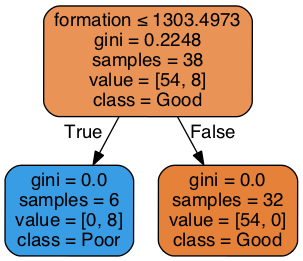 formation ≤ 1303.4973
gini = 0.2248
samples = 38
value = [54, 8]
class = Good
True
False
gini = 0.0
samples = 6
value = [0, 8]
class = Poor
gini = 0.0
samples = 32
value = [54, 0]
class = Good